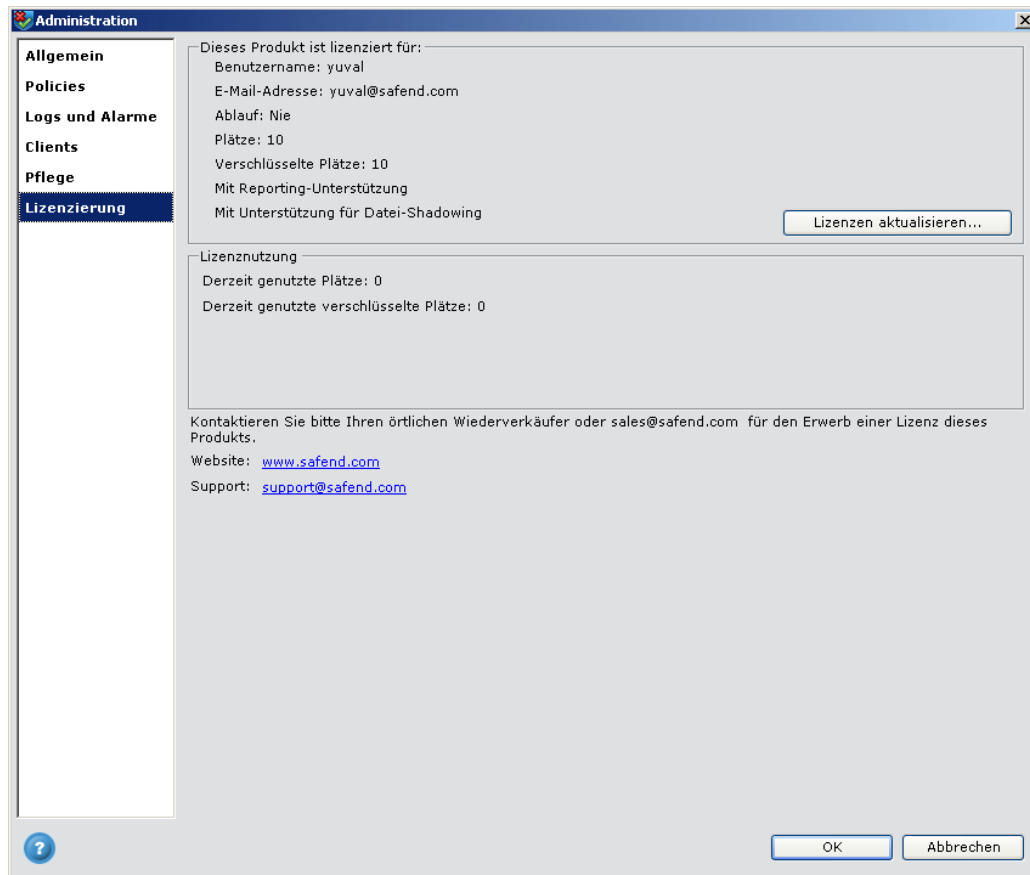 Administration
Allgemein
Policies
Logs und Alarme
Clients
Pflege
Lizenzierung
Dieses Produkt ist lizenziert für:
Benutzername: yuval
E-Mail-Adresse: yuval@safend.com
Ablauf: Nie
Plätze: 10
Verschlüsselte Plätze: 10
Mit Reporting-Unterstützung
Mit Unterstützung für Datei-Shadowing
Lizenzen aktualisieren...
Lizenznutzung
Derzeit genutzte Plätze: 0
Derzeit genutzte verschlüsselte Plätze: 0
Kontaktieren Sie bitte Ihren örtlichen Wiederverkäufer oder sales@safend.com für den Erwerb einer Lizenz dieses
Produkts.
Website: www.safend.com
Support: support@safend.com
?
OK
Abbrechen